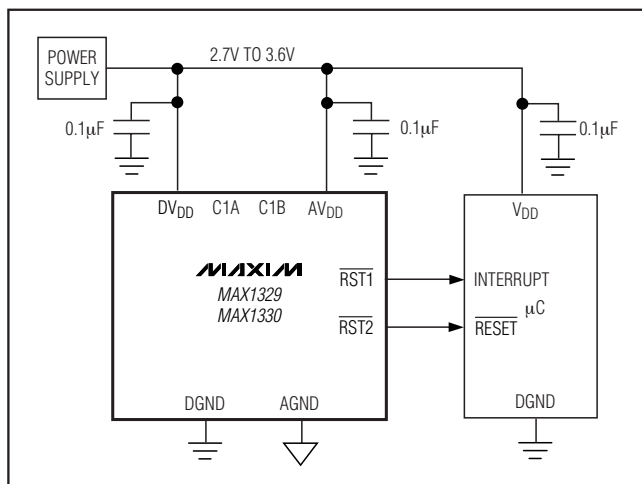 POWER
SUPPLY
2.7V TO 3.6V
0.1µF
0.1µF
0.1µF
DVDD C1A C1B AVDD
VDD
MAXIM
MAX1329
MAX1330
RST1
RST2
INTERRUPT
µC
RESET
DGND AGND
DGND